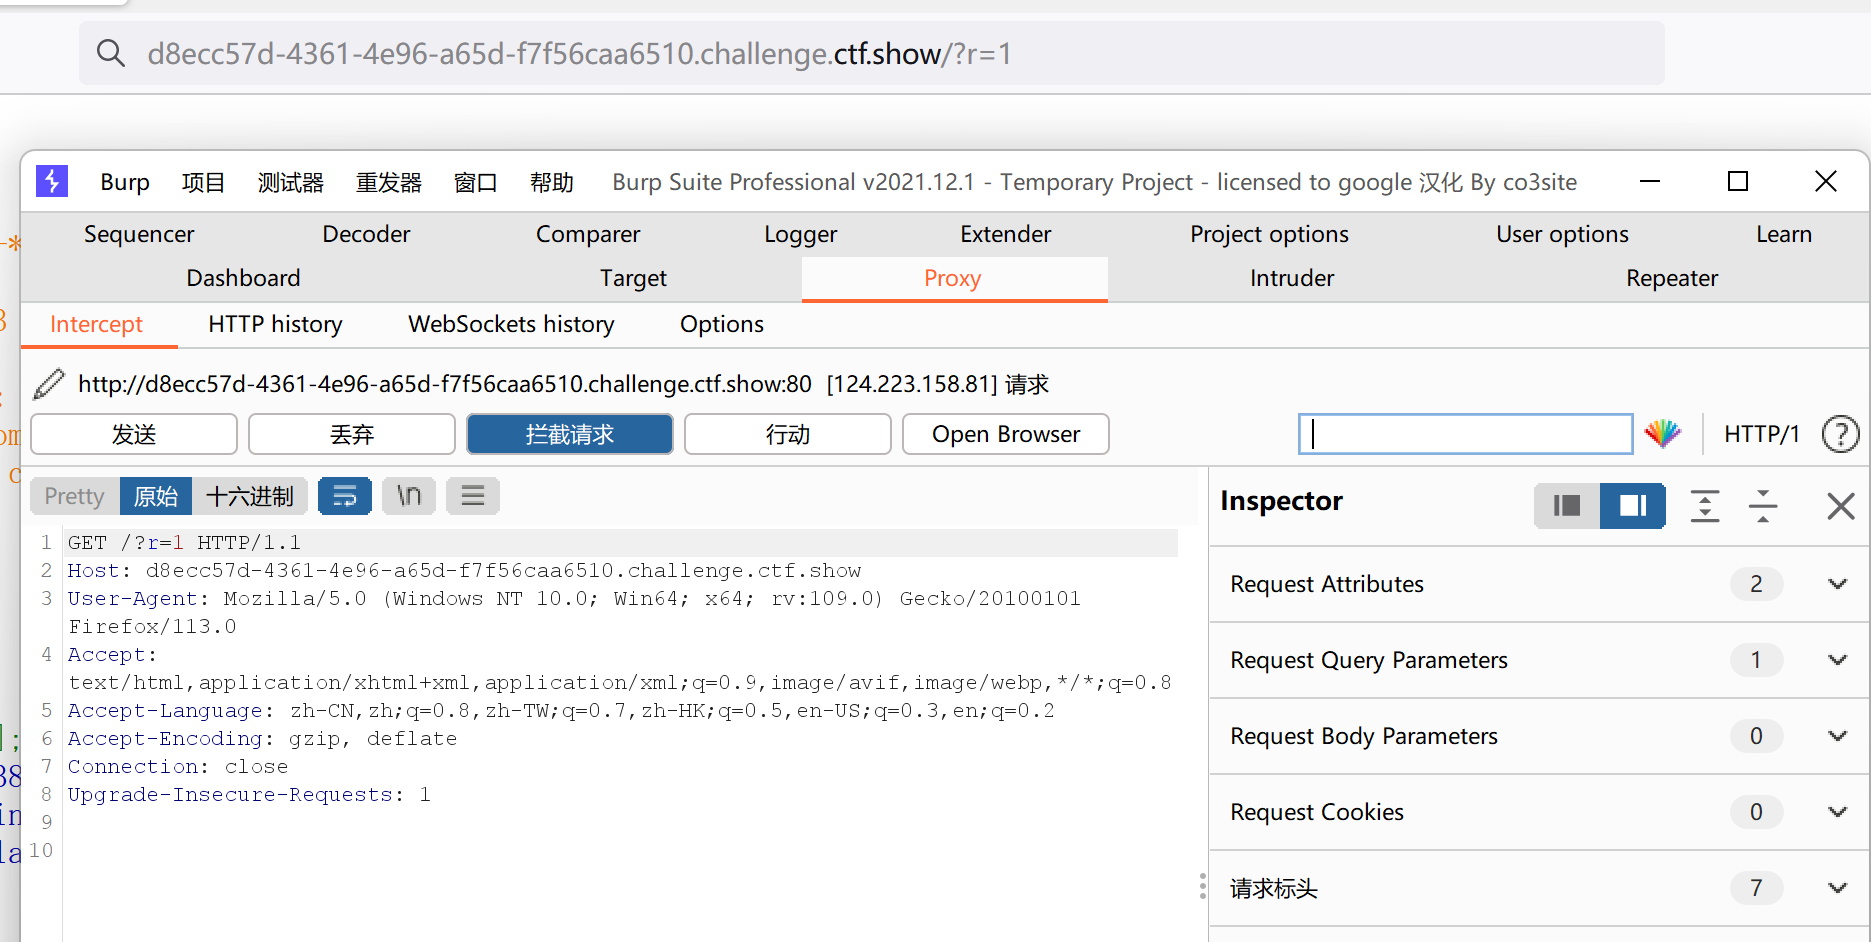 d8ecc57d-4361-4e96-a65d-f7f56caa6510.challenge.ctf.show/?r=1
Burp 项目 测试器 重发器 窗口 帮助 Burp Suite Professional v2021.12.1 - Temporary Project - licensed to google 汉化 By co3site
Sequencer Decoder Comparer Logger Extender Project options User options Learn
Dashboard Target Proxy Intruder Repeater
Intercept HTTP history WebSockets history Options
http://d8ecc57d-4361-4e96-a65d-f7f56caa6510.challenge.ctf.show:80 [124.223.158.81] 请求
发送 丢弃 拦截请求 行动 Open Browser HTTP/1 ?
Pretty 原始 十六进制 \n
Inspector
1 GET /?r=1 HTTP/1.1
2 Host: d8ecc57d-4361-4e96-a65d-f7f56caa6510.challenge.ctf.show
3 User-Agent: Mozilla/5.0 (Windows NT 10.0; Win64; x64; rv:109.0) Gecko/20100101
Firefox/113.0
4 Accept:
text/html,application/xhtml+xml,application/xml;q=0.9,image/avif,image/webp,*/*;q=0.8
5 Accept-Language: zh-CN,zh;q=0.8,zh-TW;q=0.7,zh-HK;q=0.5,en-US;q=0.3,en;q=0.2
6 Accept-Encoding: gzip, deflate
7 Connection: close
8 Upgrade-Insecure-Requests: 1
9
10
Request Attributes 2
Request Query Parameters 1
Request Body Parameters 0
Request Cookies 0
请求标头 7